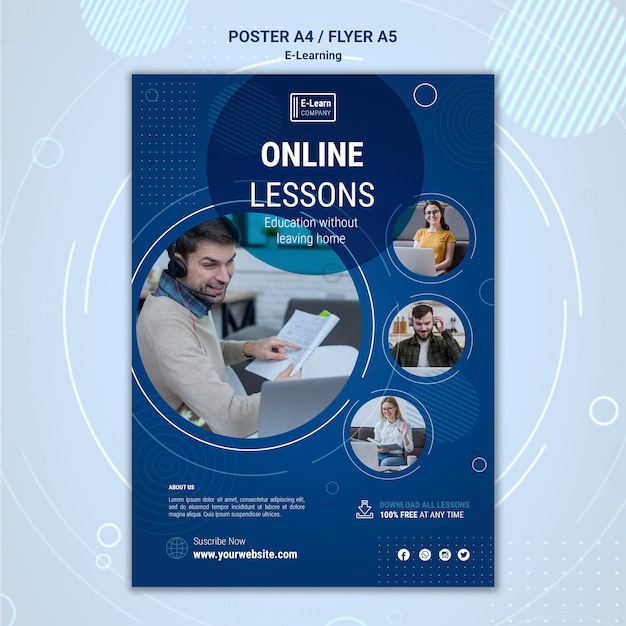 POSTER A4 / FLYER A5
E-Learning
E-Learn
COMPANY
ONLINE
LESSONS
Education without
leaving home
ABOUT US
Lorem ipsum dolor sit amet, consectetur
adipiscing elit, sed do eiusmod tempor
incididunt ut labore et dolore
magna aliqua. Quis ipsum
suspendisse ultrices.
DOWNLOAD ALL LESSONS
100% FREE AT ANY TIME
Suscribe Now
www.yourwebsite.com